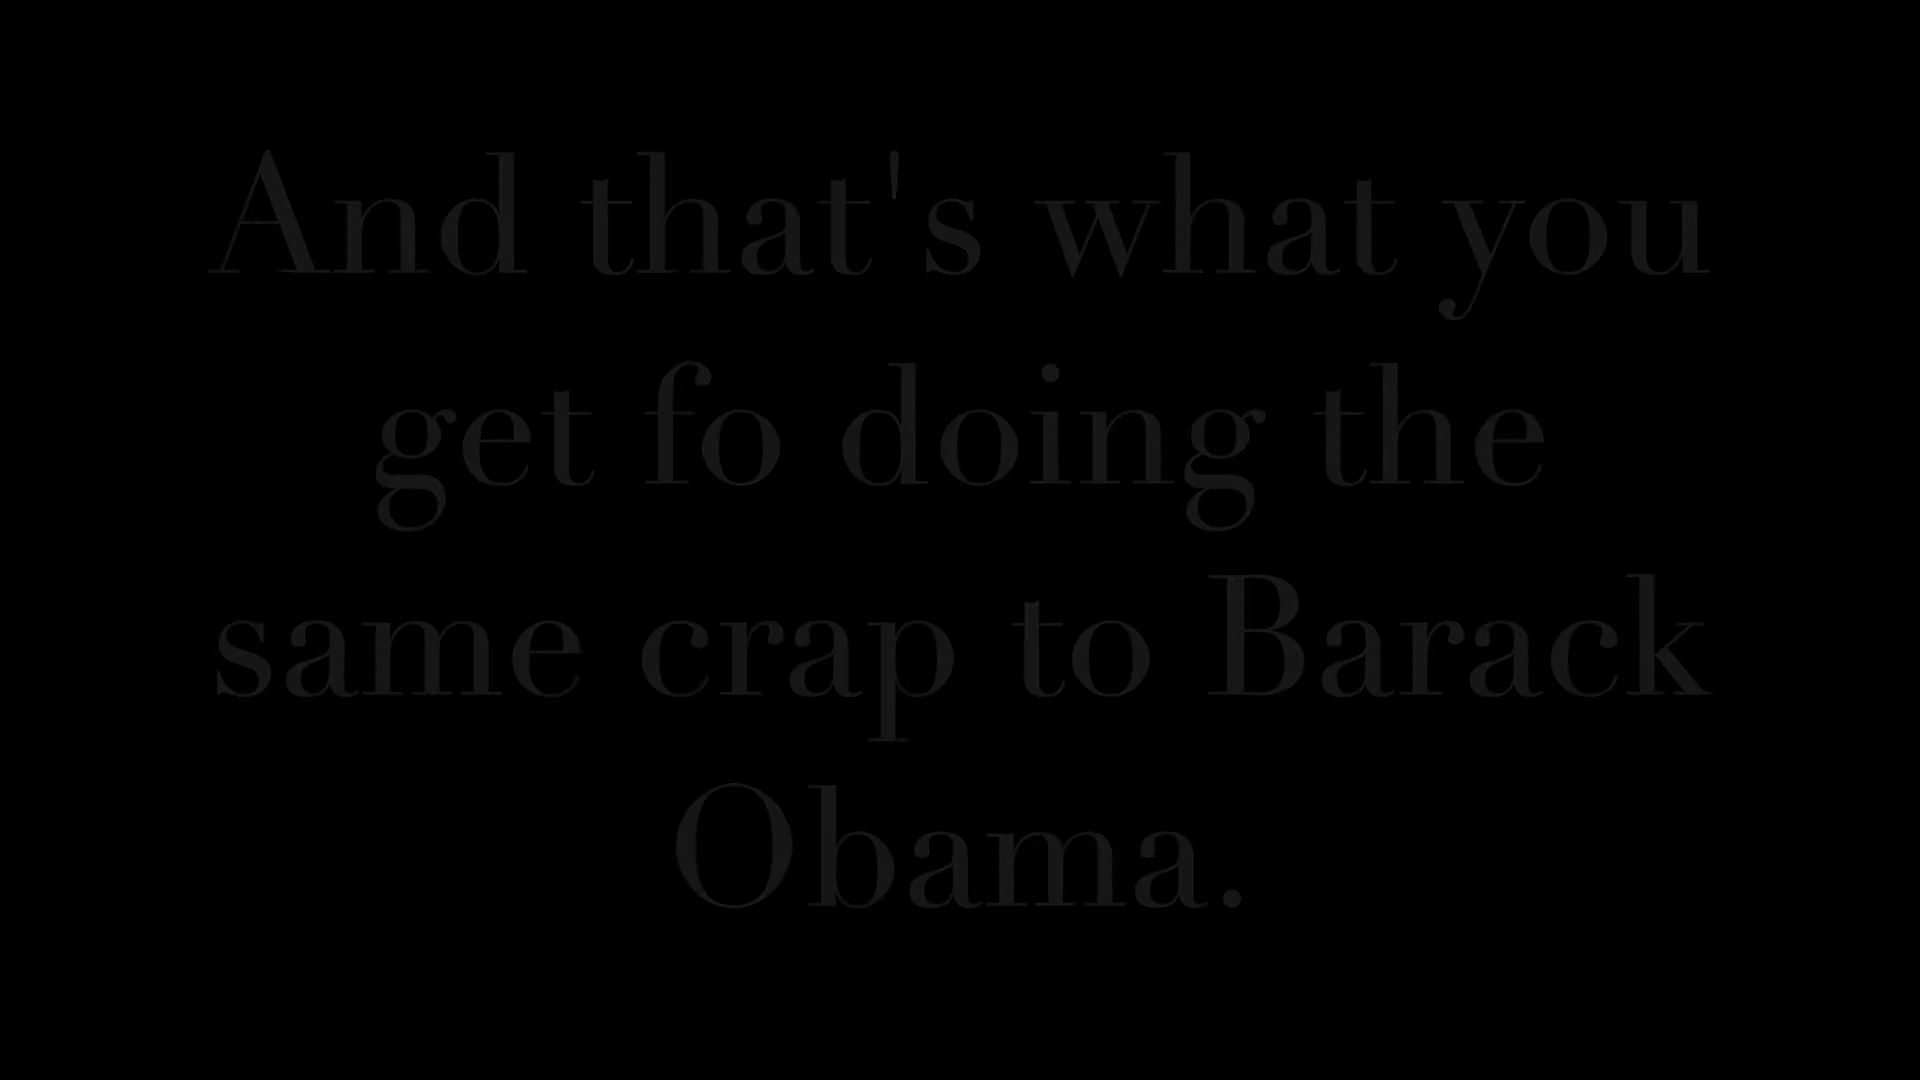 And that's what you
get fo doing the
same crap to Barack
Obama.